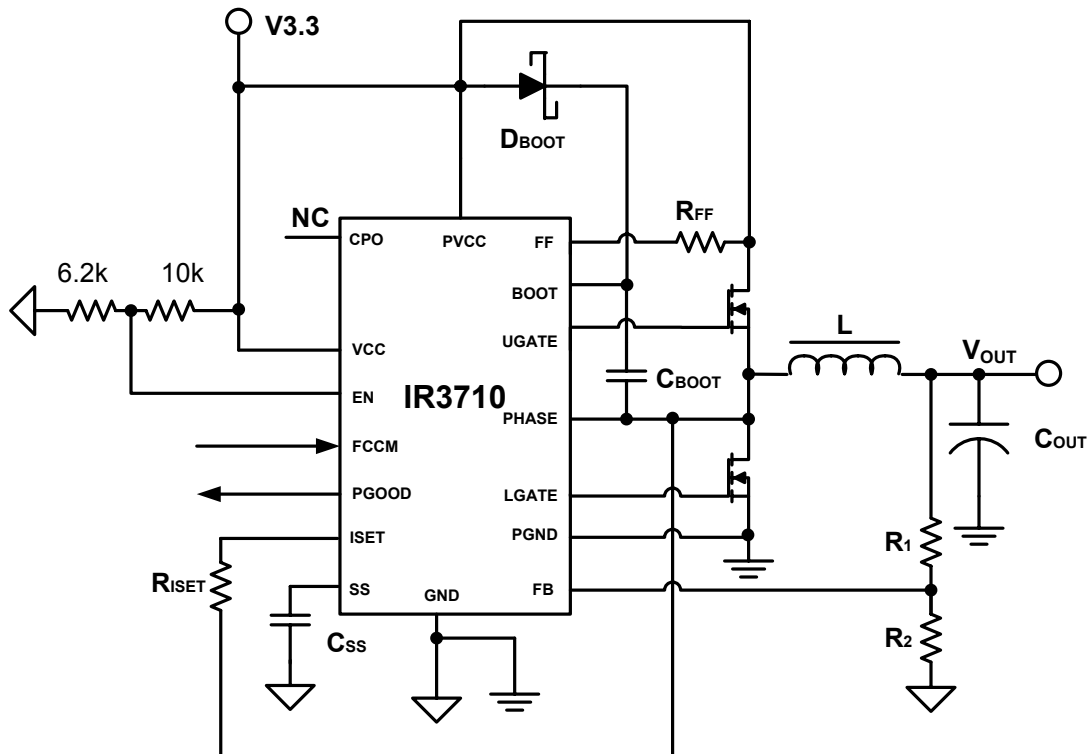 V3.3
DBOOT
NC
CPO
PVCC
FF
RFF
6.2k
10k
BOOT
UGATE
L
VOUT
VCC
EN
IR3710
CBOOT
PHASE
COUT
FCCM
PGOOD
LGATE
ISET
PGND
R1
RISET
SS
GND
FB
CSS
R2